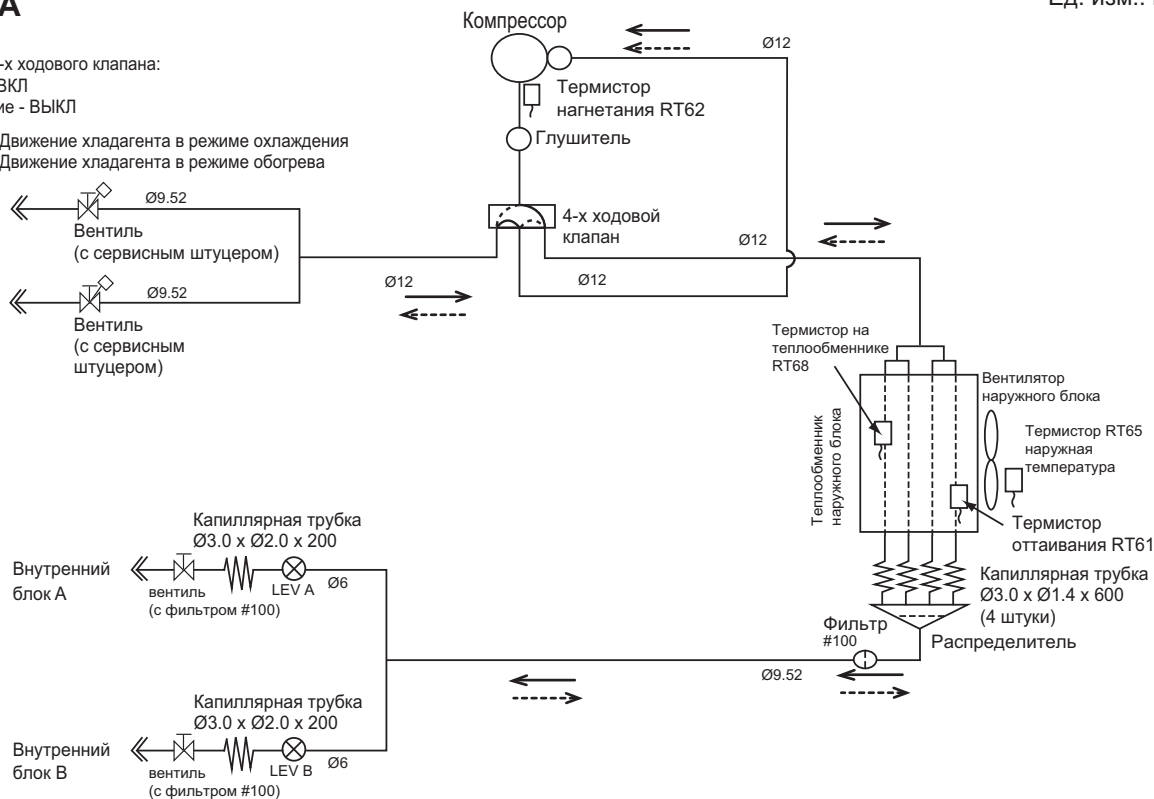 А
Ед. изм.:
-х ходового клапана:
ВКЛ
ие - ВЫКЛ
Движение хладагента в режиме охлаждения
Движение хладагента в режиме обогрева
Компрессор
Ø12
Термистор
нагнетания RT62
Глушитель
4-х ходовой
клапан
Ø9.52
Вентиль
(с сервисным штуцером)
Ø9.52
Вентиль
(с сервисным
штуцером)
Ø12
Ø12
Ø12
Термистор на
теплообменнике
RT68
Теплообменник
наружного блока
Вентилятор
наружного блока
Термистор RT65
наружная
температура
Термистор
оттаивания RT61
Капиллярная трубка
Ø3.0 x Ø1.4 x 600
(4 штуки)
Распределитель
Фильтр
#100
Ø9.52
Капиллярная трубка
Ø3.0 x Ø2.0 x 200
Внутренний
блок А
вентиль
(с фильтром #100)
LEV A
Ø6
Капиллярная трубка
Ø3.0 x Ø2.0 x 200
Внутренний
блок В
вентиль
(с фильтром #100)
LEV B
Ø6